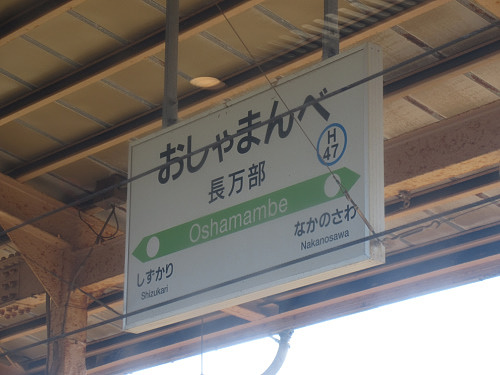 おしゃまんべ
H
47
長万部
Oshamambe
しずかり
Shizukari
なかのさわ
Nakanosawa